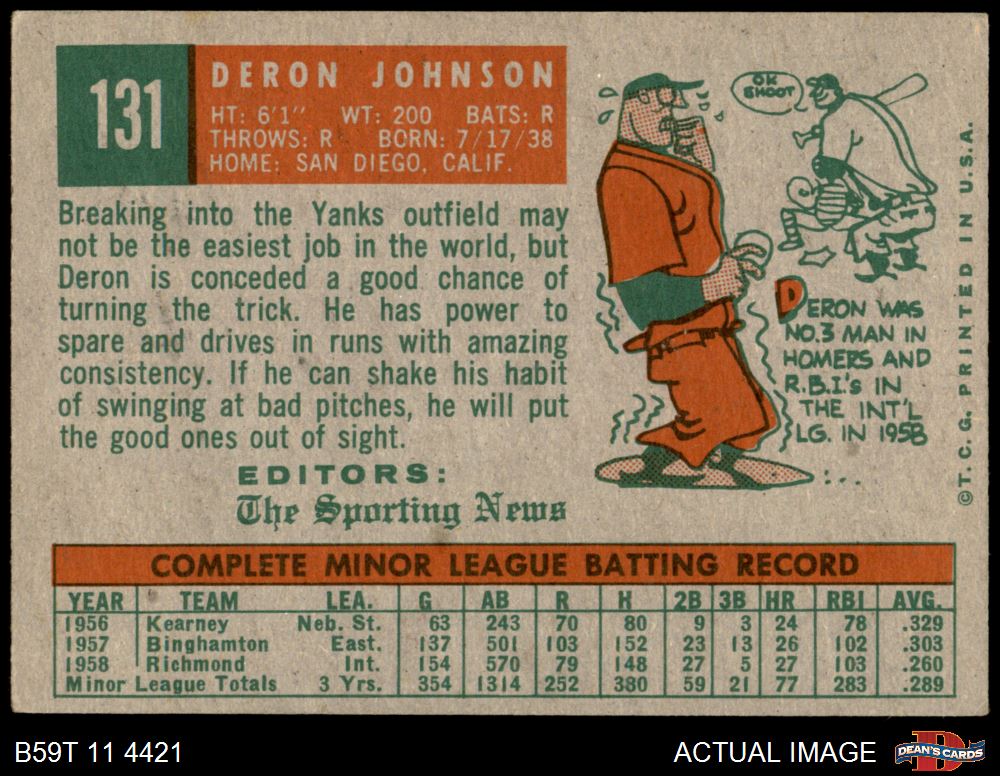 131
DERON JOHNSON
HT: 6'1" WT: 200 BATS: R
THROWS: R BORN: 7/17/38
HOME: SAN DIEGO, CALIF.
Breaking into the Yanks outfield may
not be the easiest job in the world, but
Deron is conceded a good chance of
turning the trick. He has power to
spare and drives in runs with amazing
consistency. If he can shake his habit
of swinging at bad pitches, he will put
the good ones out of sight.
EDITORS:
The Sporting News
OK
SHOOT
DERON WAS
NO.3 MAN IN
HOMERS AND
R.B.I.'s IN
THE INT'L
LG. IN 1958
©T.C.G. PRINTED IN U.S.A.
COMPLETE MINOR LEAGUE BATTING RECORD
YEAR TEAM LEA. G AB R H 2B 3B HR RBI AVG.
1956 Kearney Neb. St. 63 243 70 80 9 3 24 78 .329
1957 Binghamton East. 137 501 103 152 23 13 26 102 .303
1958 Richmond Int. 154 570 79 148 27 5 27 103 .260
Minor League Totals 3 Yrs. 354 1314 252 380 59 21 77 283 .289
B59T 11 4421
ACTUAL IMAGE
DEAN'S CARDS